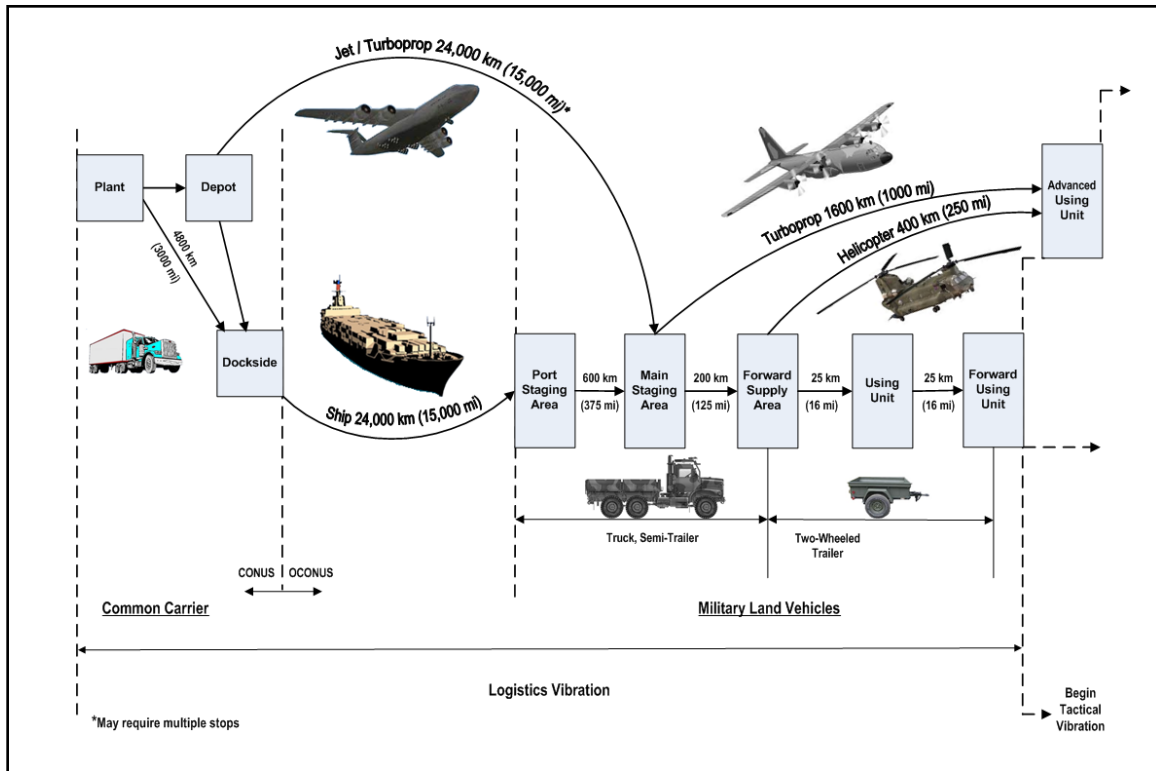 Jet / Turboprop 24,000 km (15,000 mi)*
Plant
Depot
4800 km
(3000 mi)
Dockside
Ship 24,000 km (15,000 mi)
Turboprop 1600 km (1000 mi)
Helicopter 400 km (250 mi)
Advanced
Using
Unit
Port
Staging
Area
600 km
(375 mi)
Main
Staging
Area
200 km
(125 mi)
Forward
Supply
Area
25 km
(16 mi)
Using
Unit
25 km
(16 mi)
Forward
Using
Unit
Truck, Semi-Trailer
Two-Wheeled
Trailer
CONUS
OCONUS
Common Carrier
Military Land Vehicles
Logistics Vibration
*May require multiple stops
Begin
Tactical
Vibration